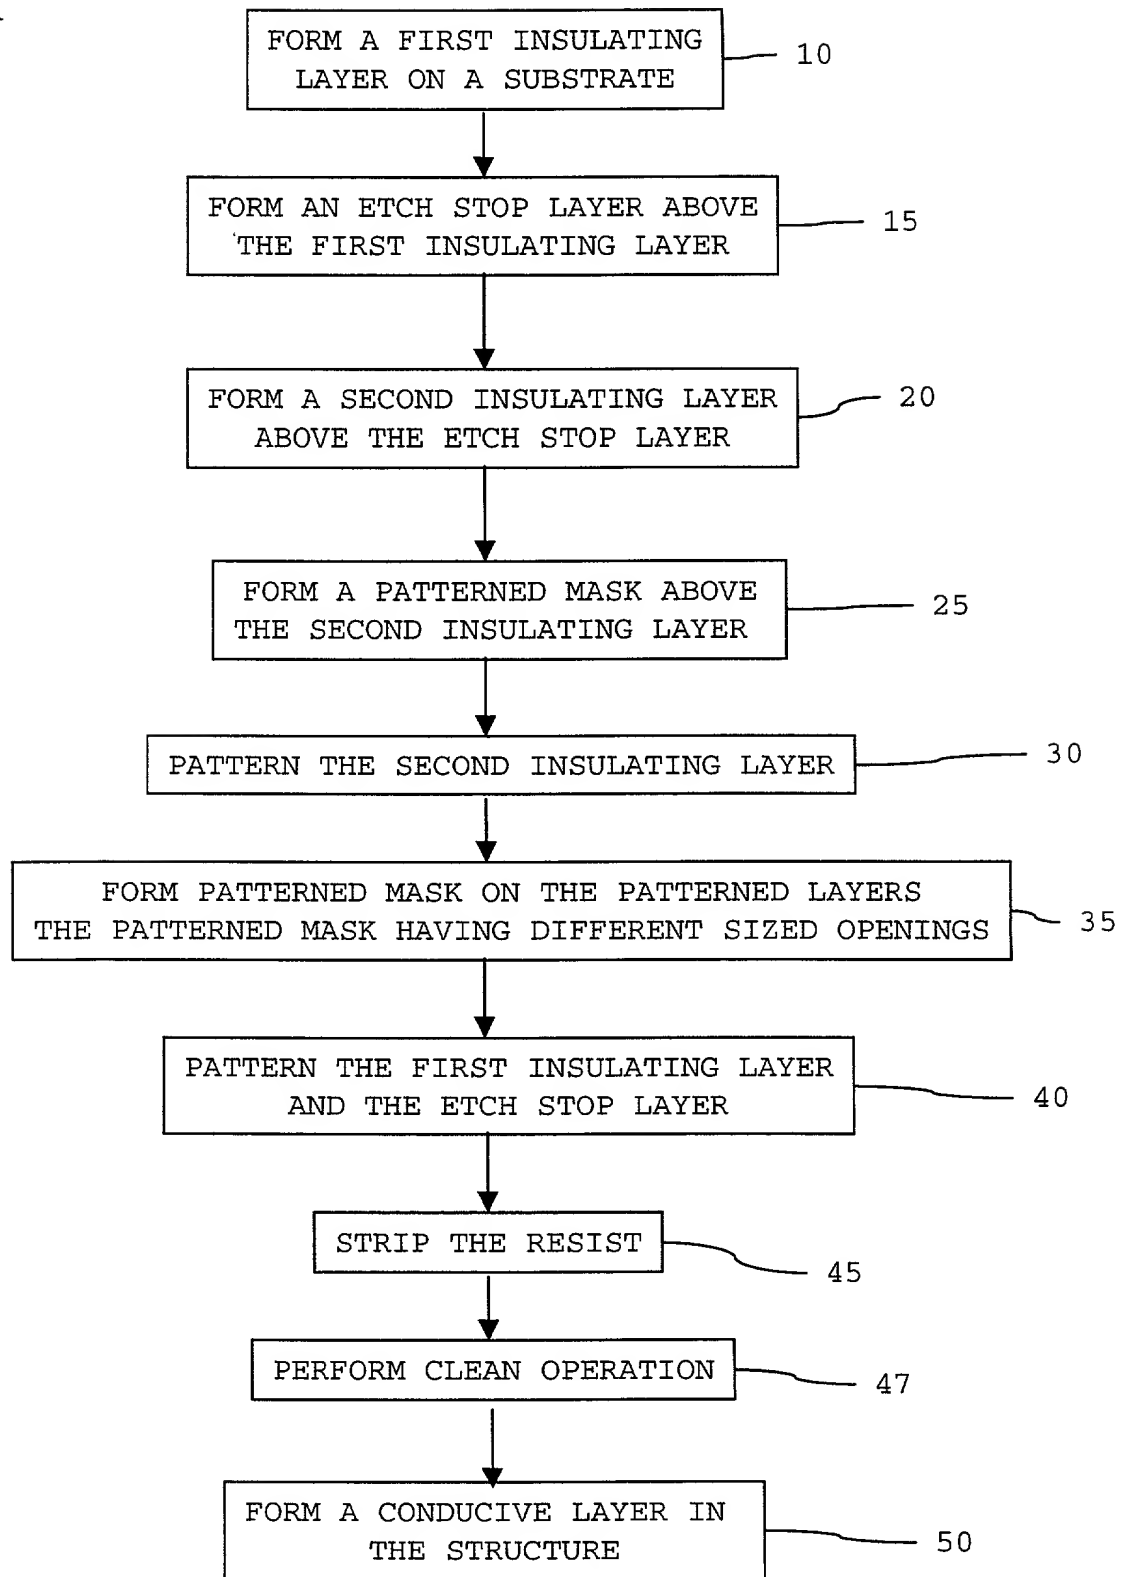 FORM A FIRST INSULATING
LAYER ON A SUBSTRATE
10
FORM AN ETCH STOP LAYER ABOVE
THE FIRST INSULATING LAYER
15
FORM A SECOND INSULATING LAYER
ABOVE THE ETCH STOP LAYER
20
FORM A PATTERNED MASK ABOVE
THE SECOND INSULATING LAYER
25
PATTERN THE SECOND INSULATING LAYER
30
FORM PATTERNED MASK ON THE PATTERNED LAYERS
THE PATTERNED MASK HAVING DIFFERENT SIZED OPENINGS
35
PATTERN THE FIRST INSULATING LAYER
AND THE ETCH STOP LAYER
40
STRIP THE RESIST
45
PERFORM CLEAN OPERATION
47
FORM A CONDUCIVE LAYER IN
THE STRUCTURE
50